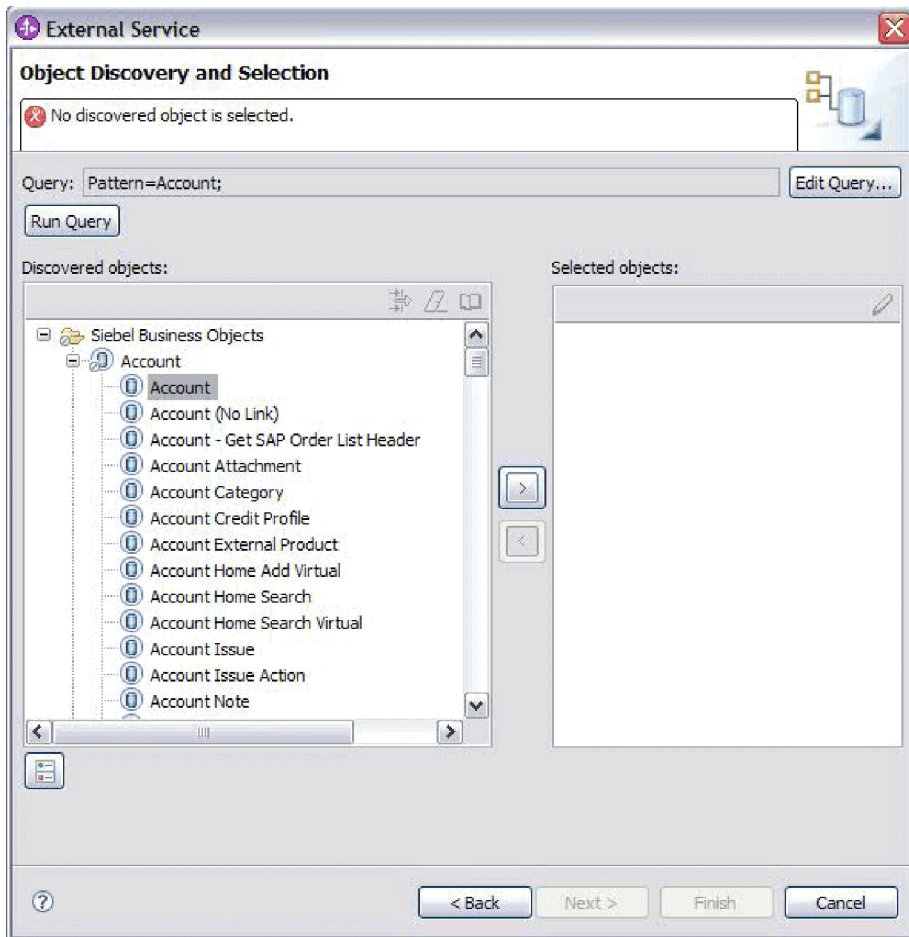 External Service
Object Discovery and Selection
No discovered object is selected.
Query: Pattern=Account; Edit Query...
Run Query
Discovered objects: Selected objects:
Siebel Business Objects
Account
Account
Account (No Link)
Account - Get SAP Order List Header
Account Attachment
Account Category
Account Credit Profile
Account External Product
Account Home Add Virtual
Account Home Search
Account Home Search Virtual
Account Issue
Account Issue Action
Account Note
>
<
? < Back Next > Finish Cancel